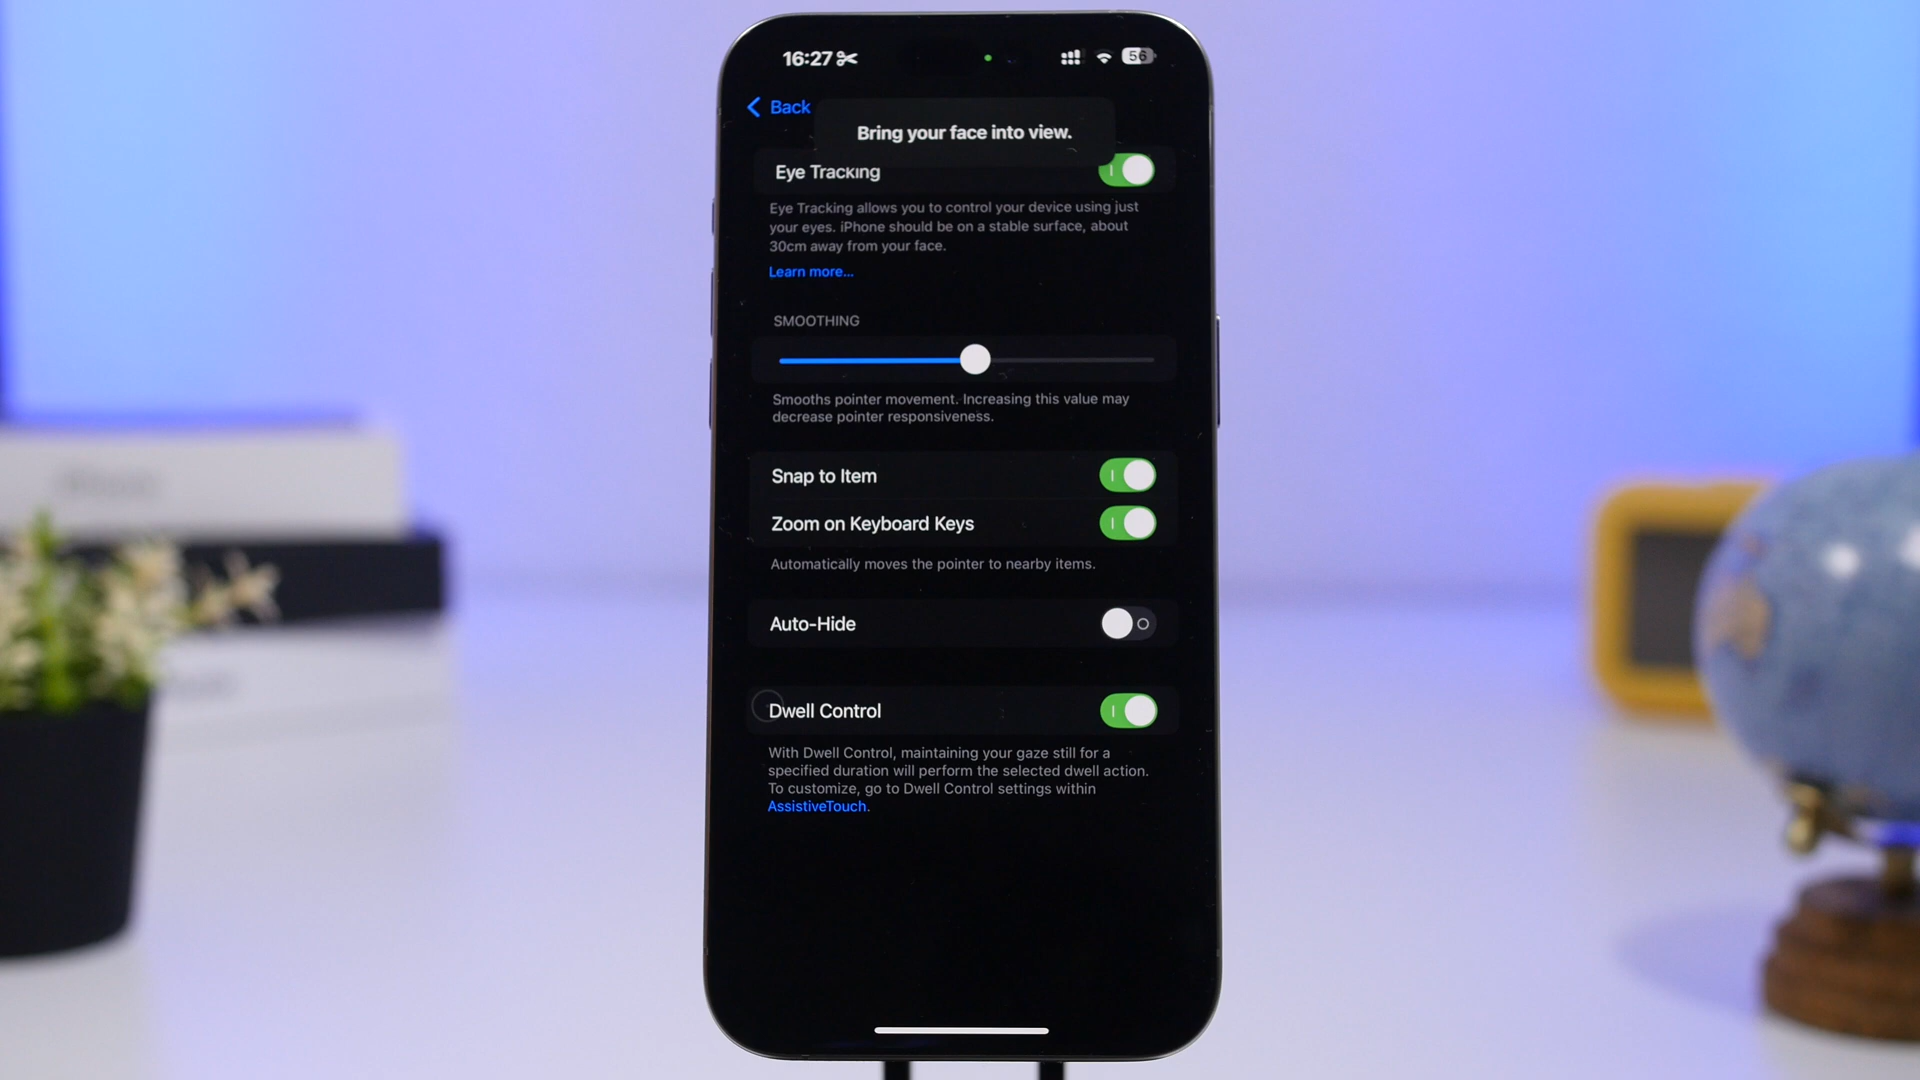 16:27
56
Back
Bring your face into view.
Eye Tracking
Eye Tracking allows you to control your device using just
your eyes. iPhone should be on a stable surface, about
30cm away from your face.
Learn more...
SMOOTHING
Smooths pointer movement. Increasing this value may
decrease pointer responsiveness.
Snap to Item
Zoom on Keyboard Keys
Automatically moves the pointer to nearby items.
Auto-Hide
Dwell Control
With Dwell Control, maintaining your gaze still for a
specified duration will perform the selected dwell action.
To customize, go to Dwell Control settings within
AssistiveTouch.